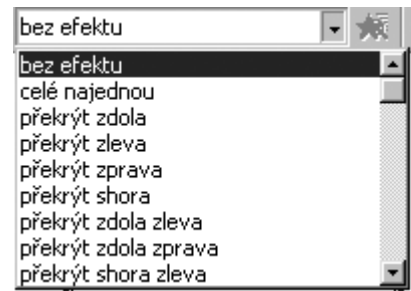 bez efektu
bez efektu
celé najednou
překrýt zdola
překrýt zleva
překrýt zprava
překrýt shora
překrýt zdola zleva
překrýt zdola zprava
překrýt shora zleva